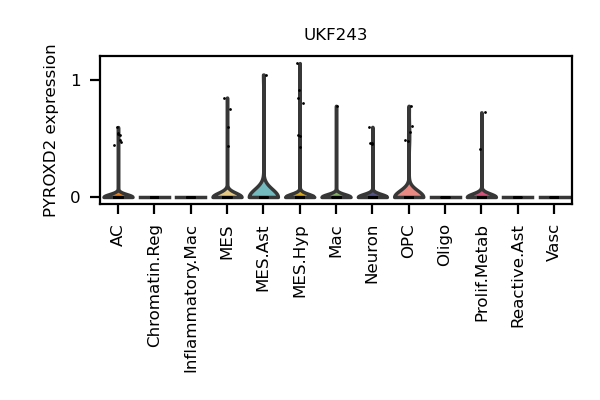 UKF243
PYROXD2 expression
1
0
AC
Chromatin.Reg
Inflammatory.Mac
MES
MES.Ast
MES.Hyp
Mac
Neuron
OPC
Oligo
Prolif.Metab
Reactive.Ast
Vasc